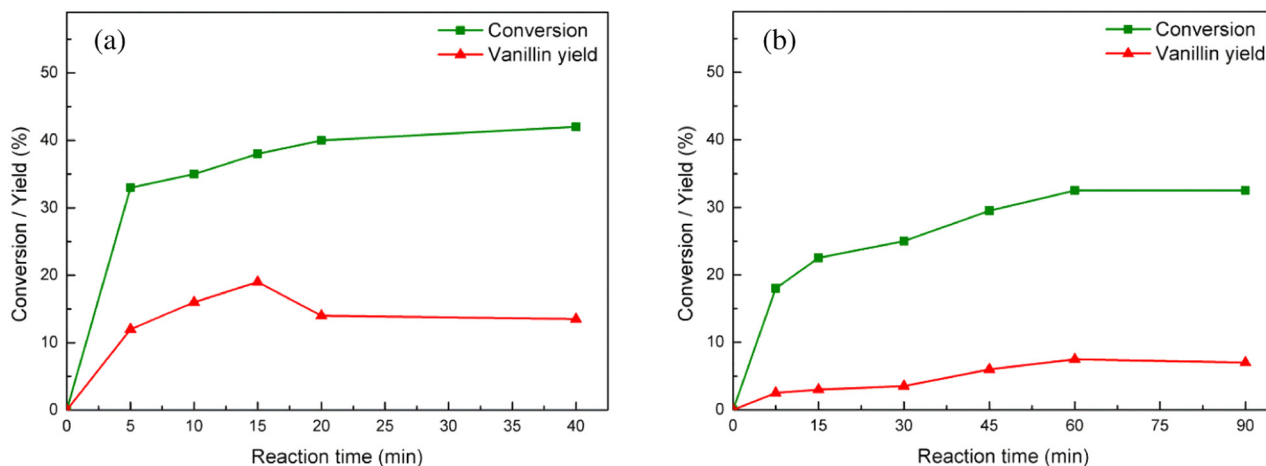 (a)
Conversion
Vanillin yield
Conversion / Yield (%)
50
40
30
20
10
0
0 5 10 15 20 25 30 35 40
Reaction time (min)
(b)
Conversion
Vanillin yield
Conversion / Yield (%)
50
40
30
20
10
0
0 15 30 45 60 75 90
Reaction time (min)